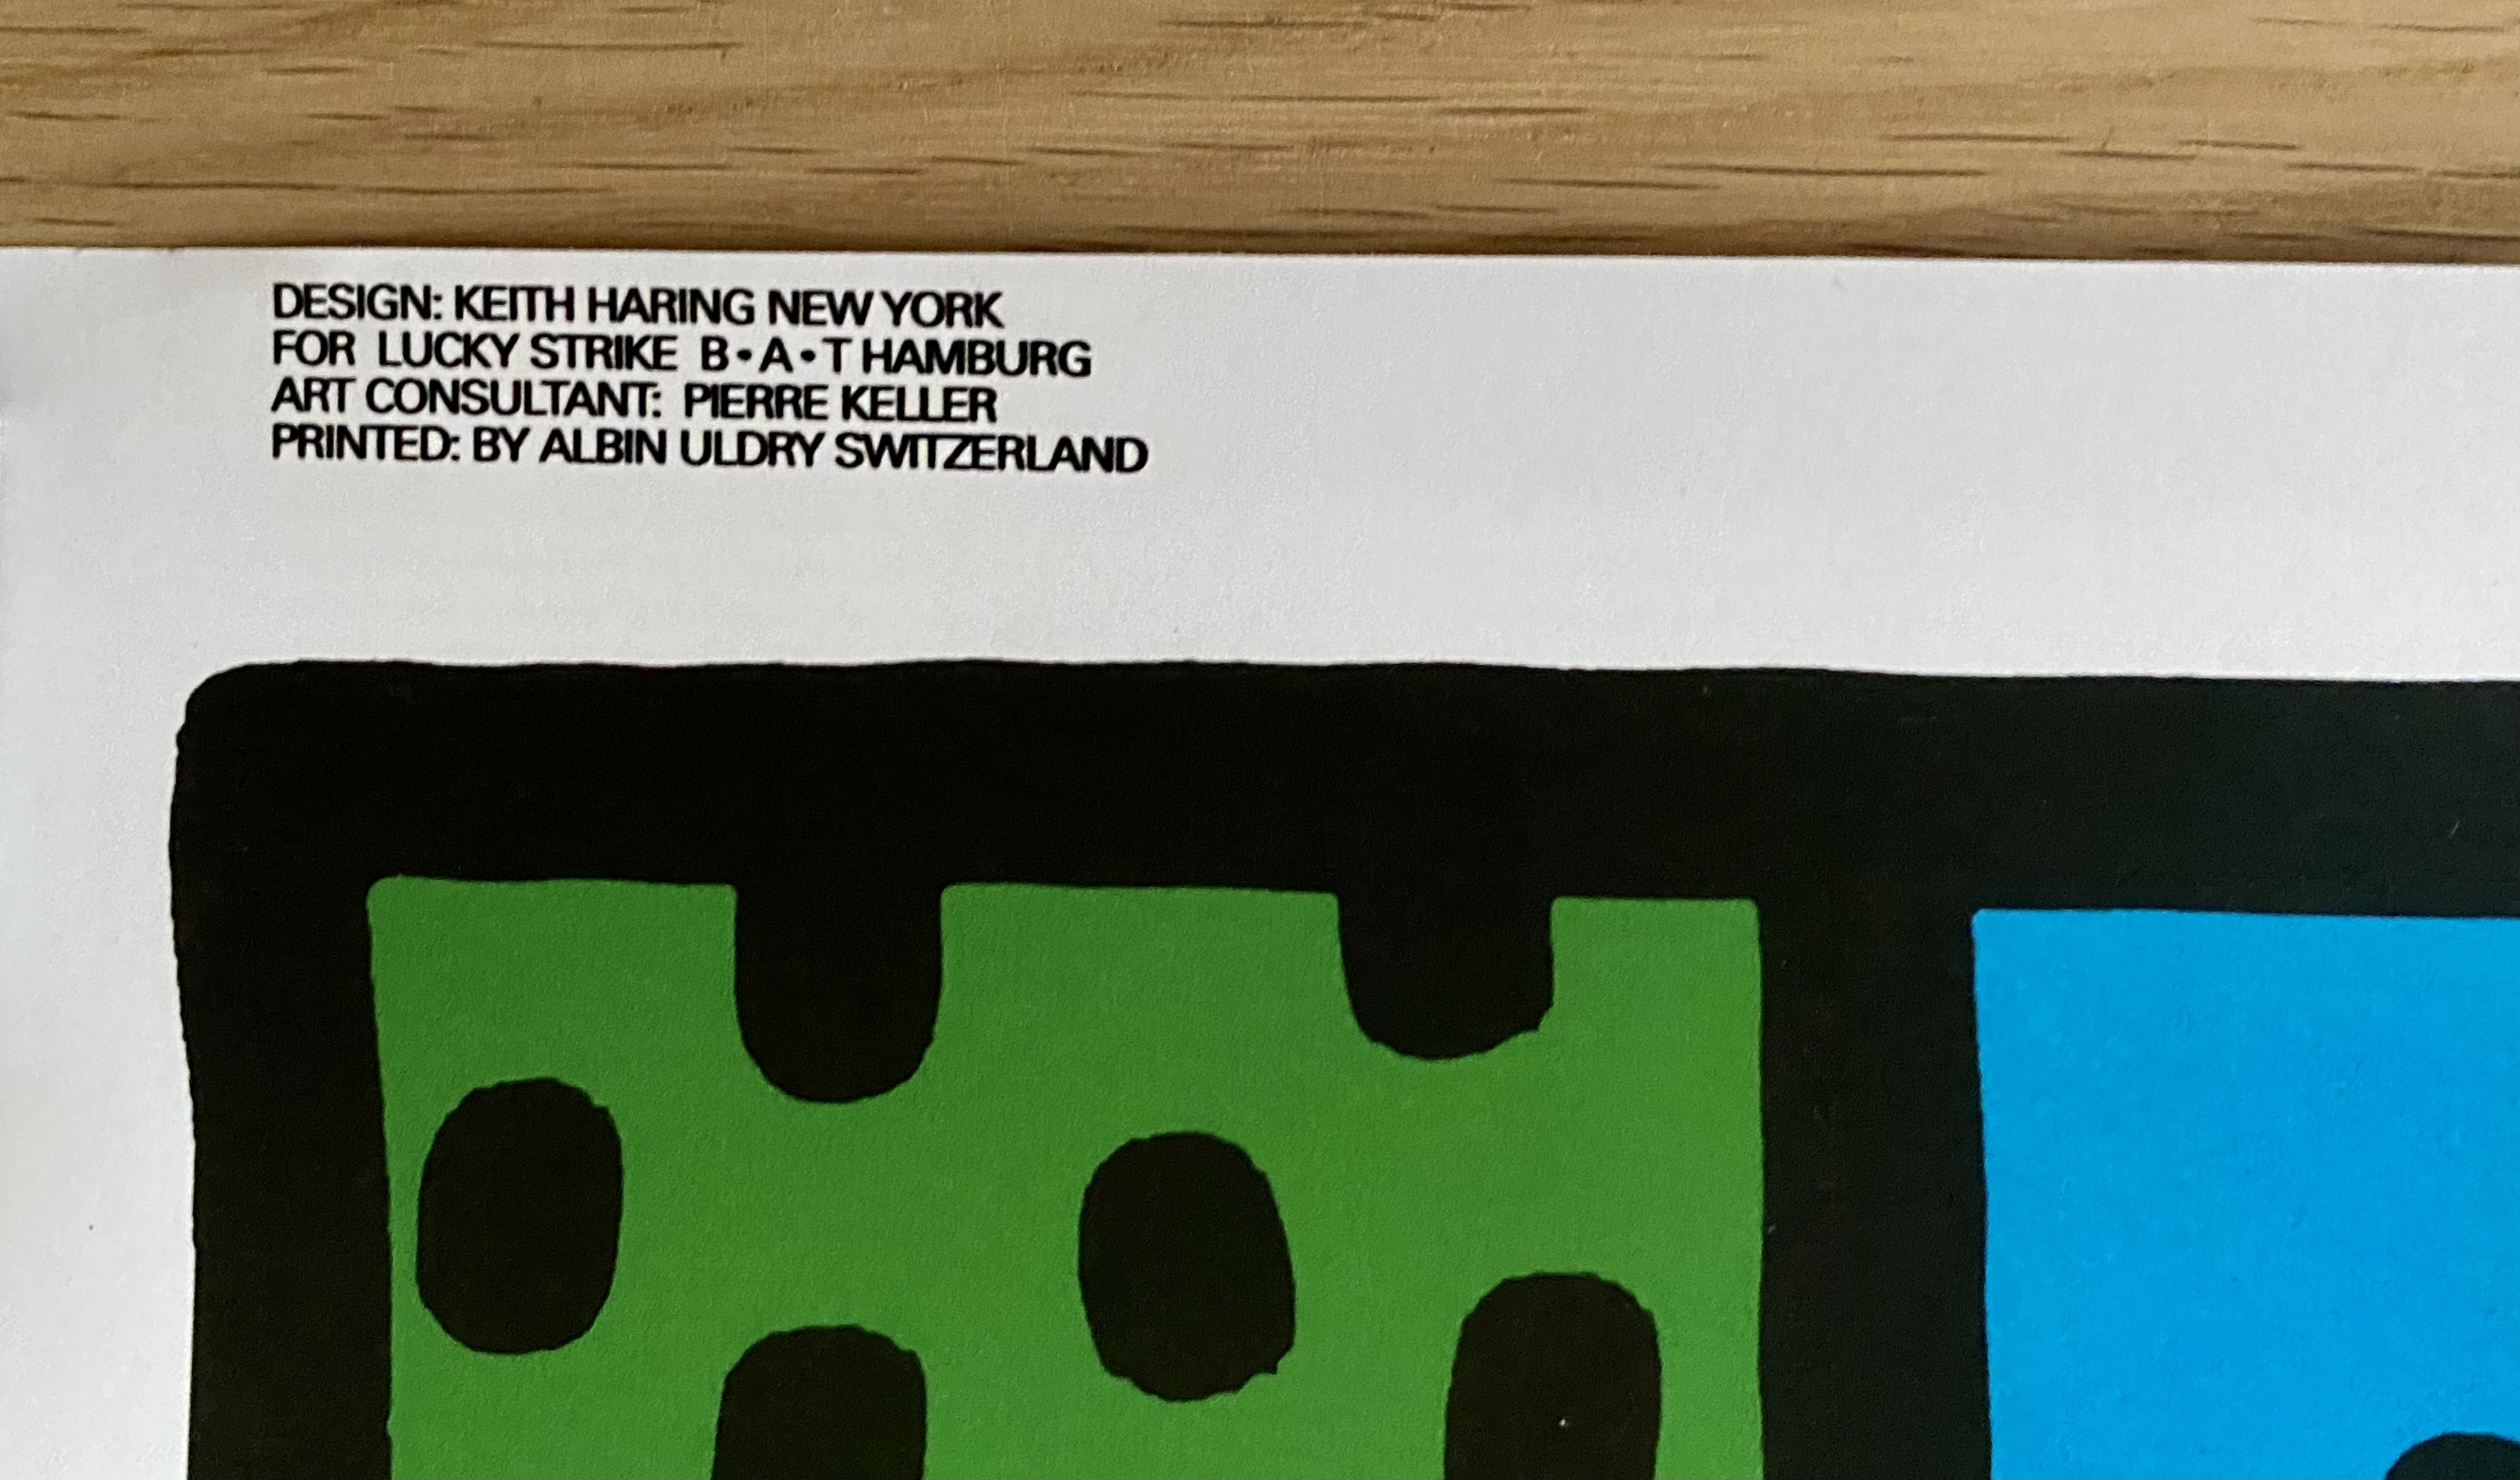 DESIGN: KEITH HARING NEW YORK
FOR LUCKY STRIKE B•A•T HAMBURG
ART CONSULTANT: PIERRE KELLER
PRINTED: BY ALBIN ULDRY SWITZERLAND